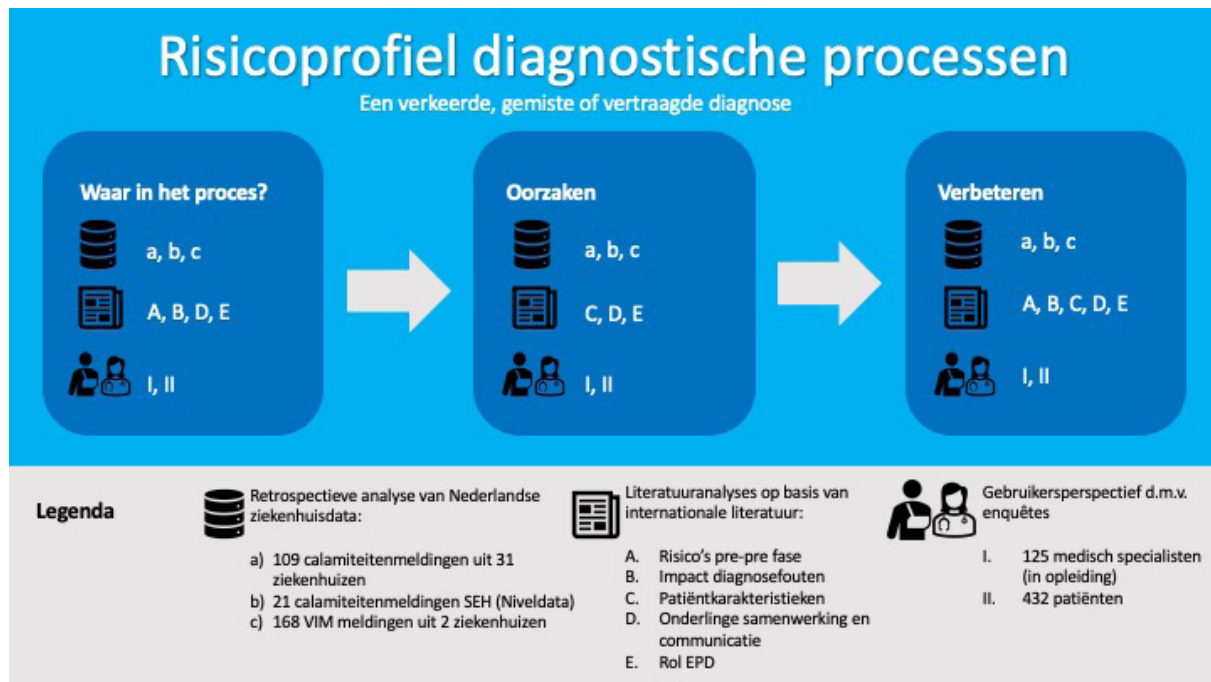 Risicoprofiel diagnostische processen
Een verkeerde, gemiste of vertraagde diagnose
Waar in het proces?
a, b, c
A, B, D, E
I, II
Oorzaken
a, b, c
C, D, E
I, II
Verbeteren
a, b, c
A, B, C, D, E
I, II
Legenda
Retrospectieve analyse van Nederlandse
ziekenhuisdata:
a) 109 calamiteitenmeldingen uit 31
ziekenhuizen
b) 21 calamiteitenmeldingen SEH (Niveldata)
c) 168 VIM meldingen uit 2 ziekenhuizen
Literatuuranalyses op basis van
internationale literatuur:
A. Risico's pre-pre fase
B. Impact diagnosefouten
C. Patiëntkarakteristieken
D. Onderlinge samenwerking en
communicatie
E. Rol EPD
Gebruikersperspectief d.m.v.
enquêtes
I. 125 medisch specialisten
(in opleiding)
II. 432 patiënten